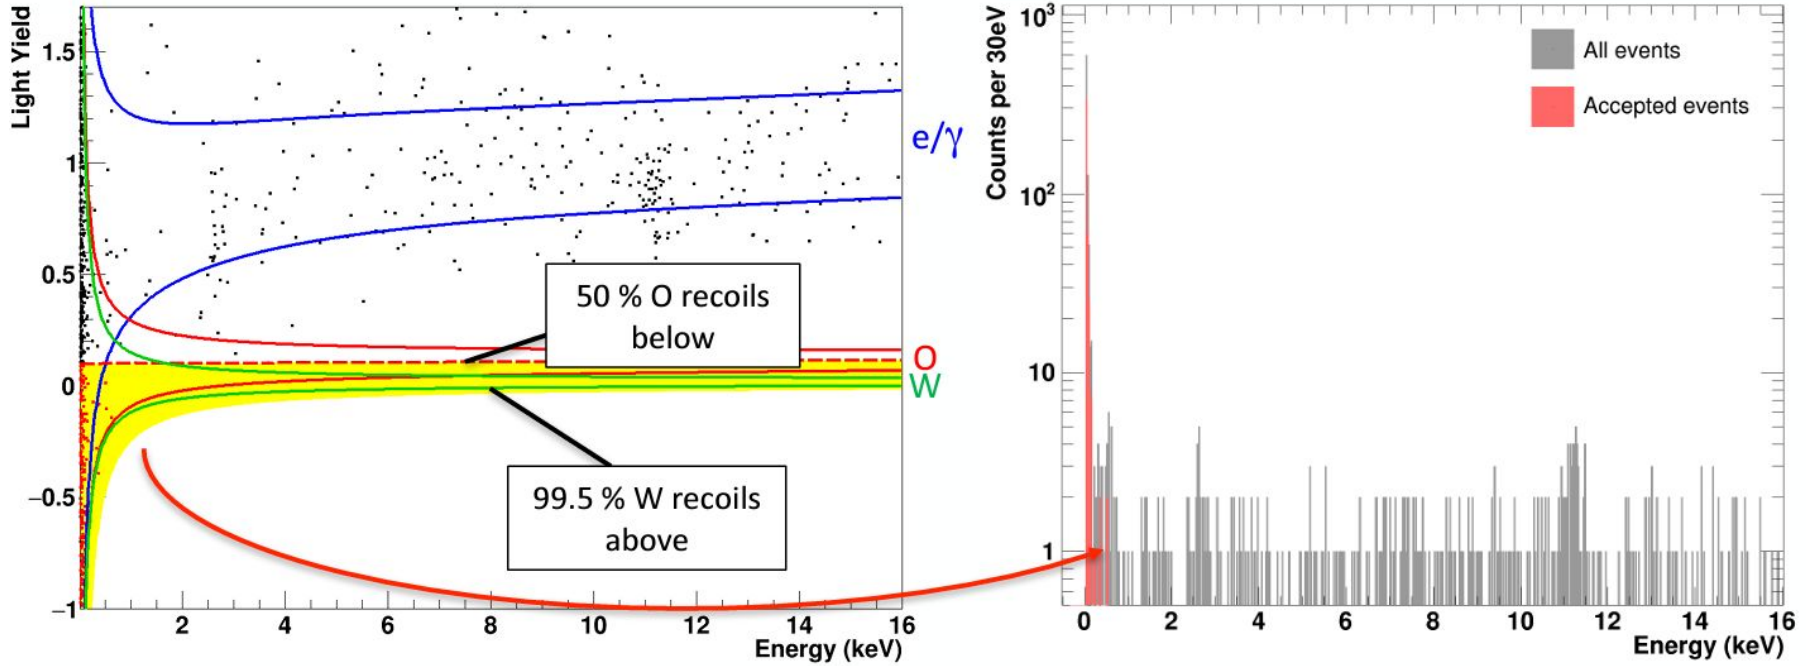 Light Yield
1.5
1
0.5
0
−0.5
−1
2 4 6 8 10 12 14 16
Energy (keV)
e/γ
O
W
50 % O recoils
below
99.5 % W recoils
above
Counts per 30eV
10³
10²
10
1
0 2 4 6 8 10 12 14 16
Energy (keV)
All events
Accepted events